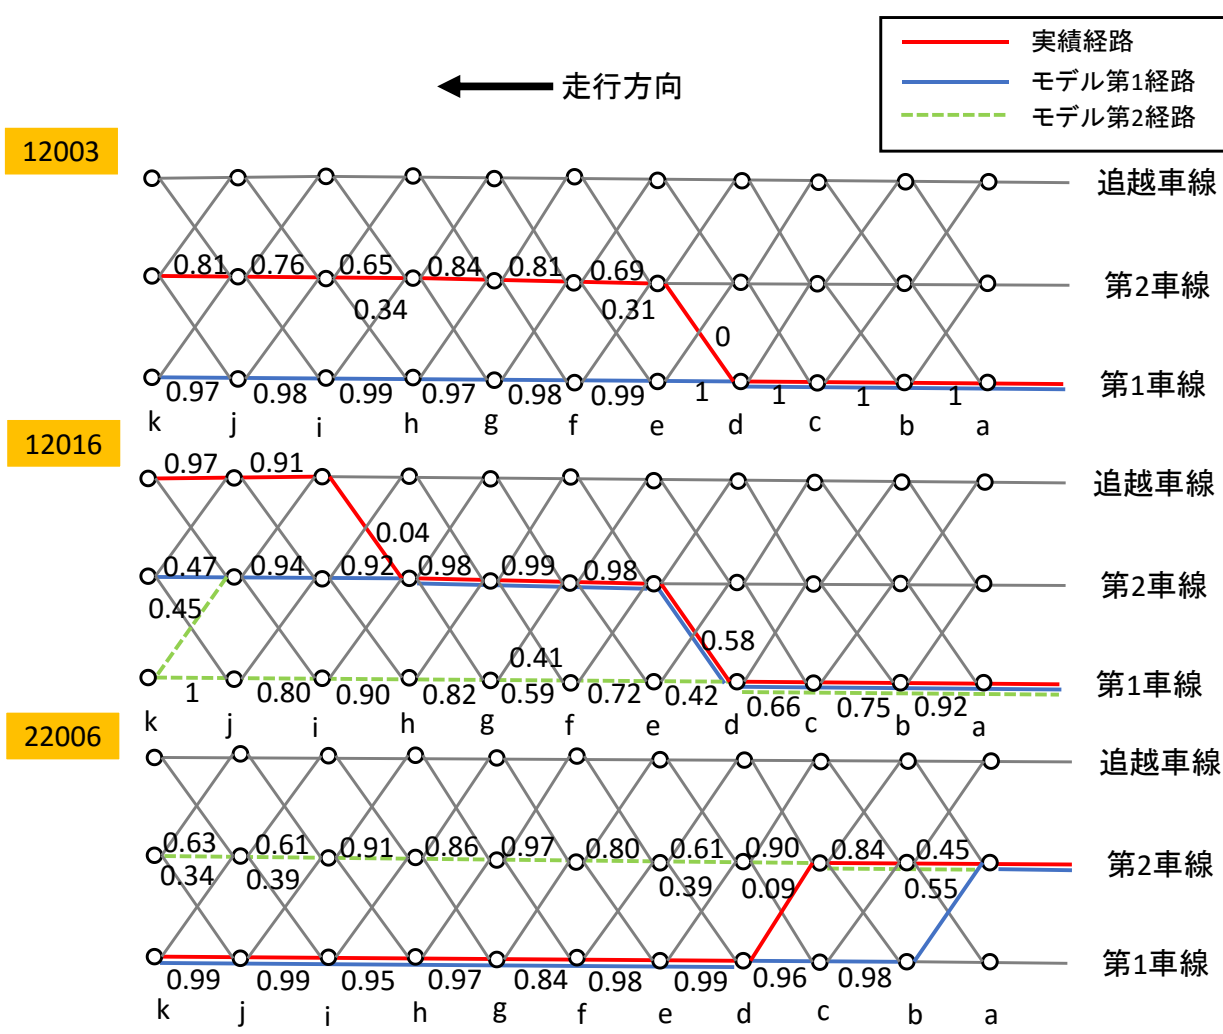 実績経路
モデル第1経路
モデル第2経路
走行方向
12003
追越車線
0.81 0.76 0.65 0.84 0.81 0.69
第2車線
0.34 0.31
0
第1車線
0.97 0.98 0.99 0.97 0.98 0.99 1 1 1 1
k j i h g f e d c b a
12016
0.97 0.91
追越車線
0.04
0.47 0.94 0.92 0.98 0.99 0.98
第2車線
0.45
0.58
0.41
第1車線
1 0.80 0.90 0.82 0.59 0.72 0.42 0.66 0.75 0.92
k j i h g f e d c b a
22006
追越車線
0.63 0.61 0.91 0.86 0.97 0.80 0.61 0.90 0.84 0.45
第2車線
0.34 0.39 0.39 0.09 0.55
第1車線
0.99 0.99 0.95 0.97 0.84 0.98 0.99 0.96 0.98
k j i h g f e d c b a